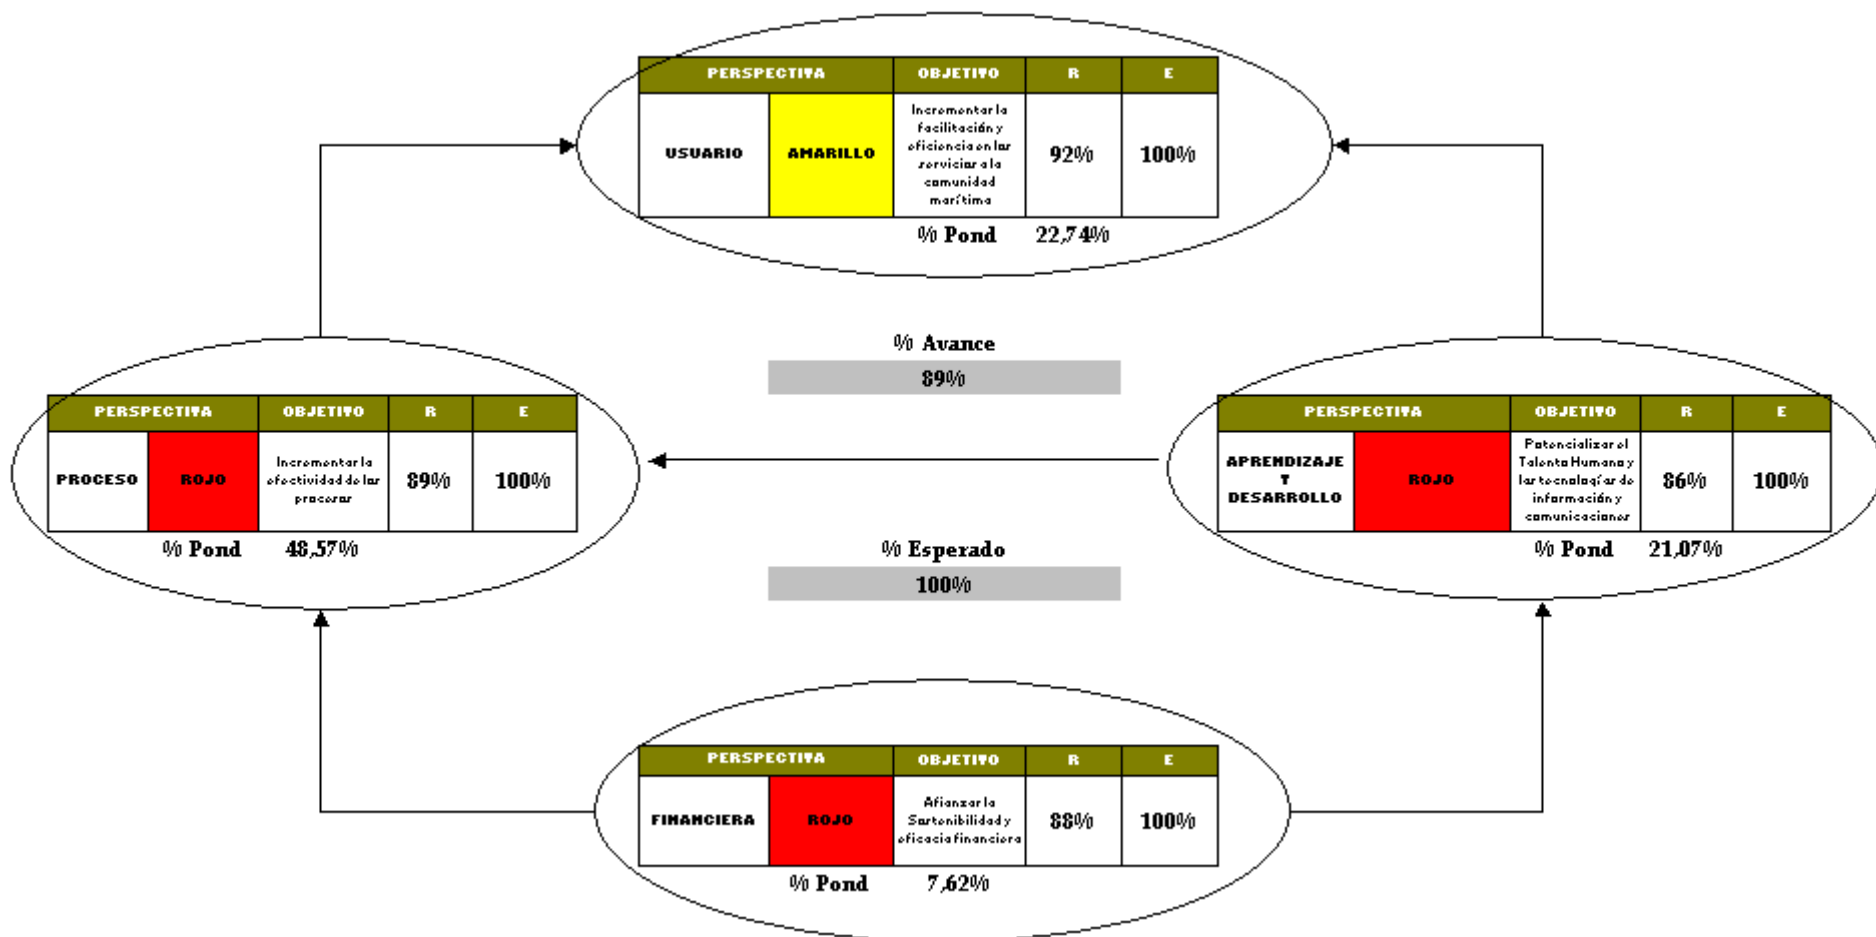 PERSPECTIVA OBJETIVO R E
USUARIO AMARILLO
Incrementar la
facilitación y
eficiencia en los
servicios a la
comunidad
marítima
92% 100%
% Pond 22,74%
% Avance
89%
PERSPECTIVA OBJETIVO R E
PROCESO ROJO
Incrementar la
efectividad de los
procesos
89% 100%
% Pond 48,57%
PERSPECTIVA OBJETIVO R E
APRENDIZAJE
Y
DESARROLLO
ROJO
Potencializar el
Talento Humano y
las tecnologías de
información y
comunicaciones
86% 100%
% Pond 21,07%
% Esperado
100%
PERSPECTIVA OBJETIVO R E
FINANCIERA ROJO
Afianzar la
Sostenibilidad y
eficacia financiera
88% 100%
% Pond 7,62%